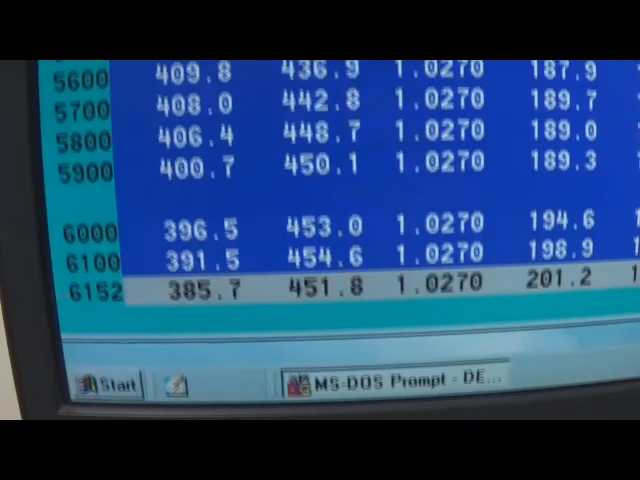 5600 409.8 436.9 1.0270 187.9
5700 408.0 442.8 1.0270 189.7
5800 406.4 448.7 1.0270 189.0
5900 400.7 450.1 1.0270 189.3
6000 396.5 453.0 1.0270 194.6
6100 391.5 454.6 1.0270 198.9
6152 385.7 451.8 1.0270 201.2
Start MS-DOS Prompt - DE...